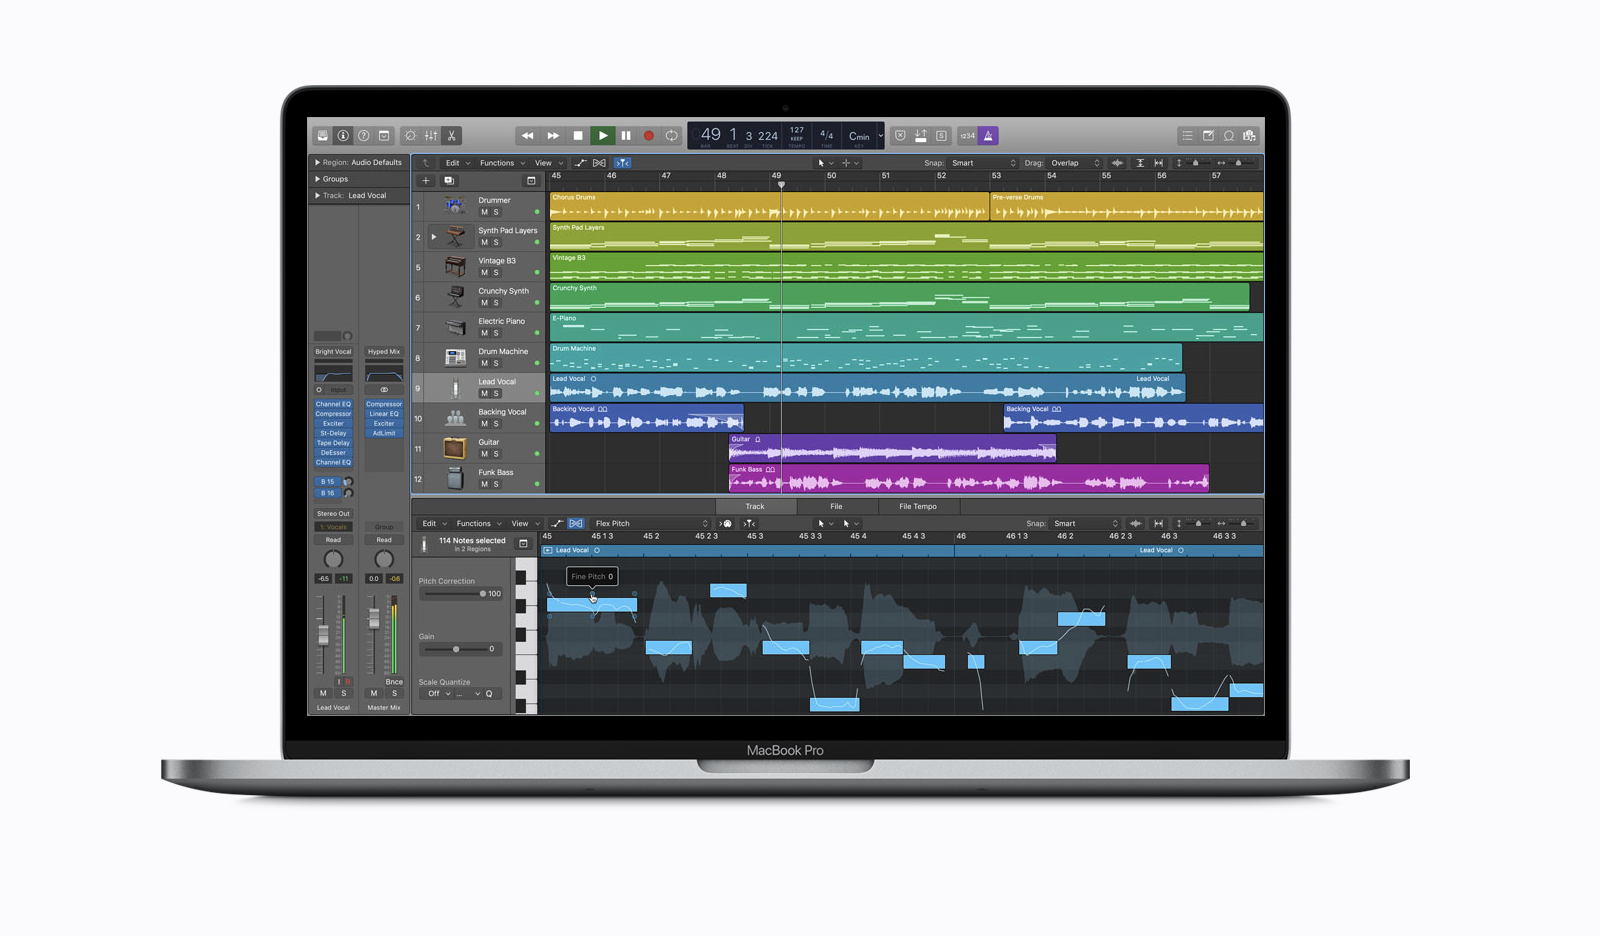 49 1 3 224
BAR BEAT DIV TICK
127
KEEP
TEMPO
4/4
TIME
Cmin
KEY
1234
Region: Audio Defaults
Groups
Track: Lead Vocal
Edit Functions View
Snap: Smart
Drag: Overlap
45 46 47 48 49 50 51 52 53 54 55 56 57
1 Drummer
M S
Chorus Drums
Pre-verse Drums
2 Synth Pad Layers
M S
Synth Pad Layers
5 Vintage B3
M S
Vintage B3
6 Crunchy Synth
M S
Crunchy Synth
7 Electric Piano
M S
E-Piano
8 Drum Machine
M S
Drum Machine
9 Lead Vocal
M S
Lead Vocal
Lead Vocal
10 Backing Vocal
M S
Backing Vocal
Backing Vocal
11 Guitar
M S
Guitar
12 Funk Bass
M S
Funk Bass
Bright Vocal
Input
Channel EQ
Compressor
Exciter
St-Delay
Tape Delay
DeEsser
Channel EQ
B 15
B 16
Stereo Out
1: Vocals
Read
-6.5 -11
I R
M S
Lead Vocal
Hyped Mix
Compressor
Linear EQ
Exciter
AdLimit
Group
Read
0.0 -0.6
Bnce
M S
Master Mix
Track File File Tempo
Edit Functions View
Flex Pitch
Snap: Smart
114 Notes selected
in 2 Regions
45 45 1 3 45 2 45 2 3 45 3 45 3 3 45 4 45 4 3 46 46 1 3 46 2 46 2 3 46 3 46 3 3
Lead Vocal
Lead Vocal
Pitch Correction
100
Gain
0
Scale Quantize
Off ... Q
Fine Pitch 0
MacBook Pro